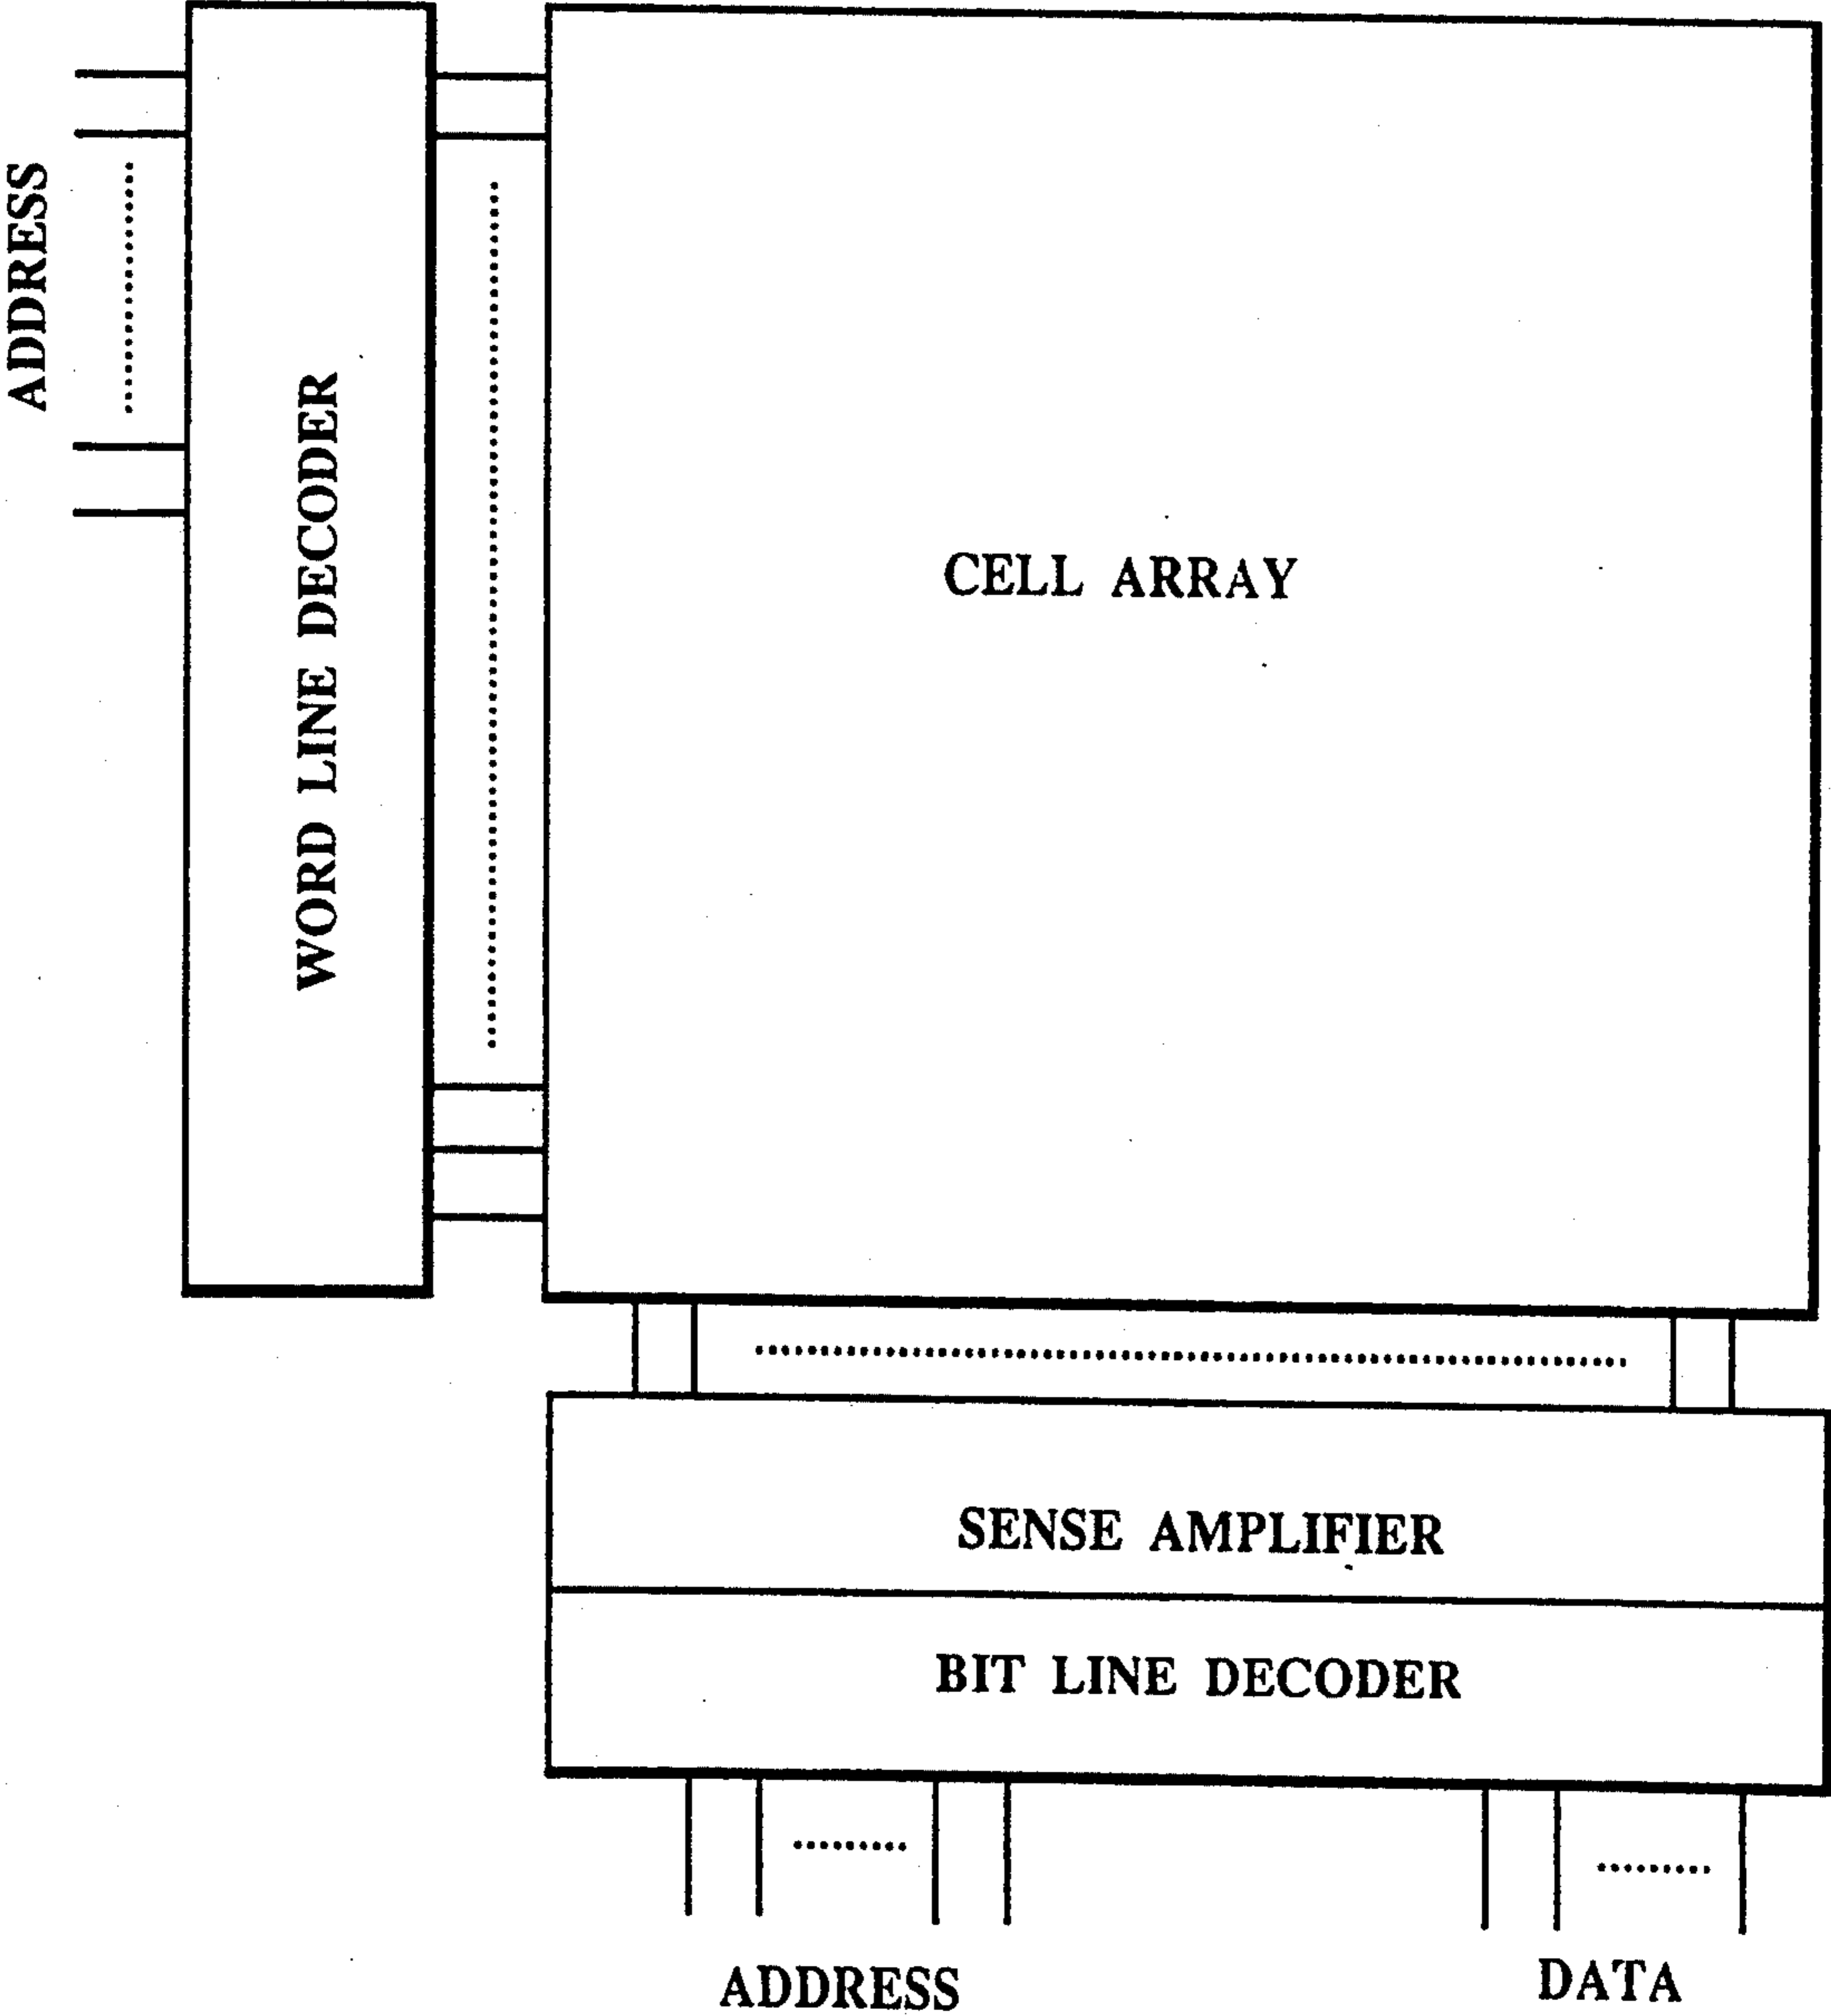 ADDRESS
WORD LINE DECODER
CELL ARRAY
SENSE AMPLIFIER
BIT LINE DECODER
ADDRESS
DATA